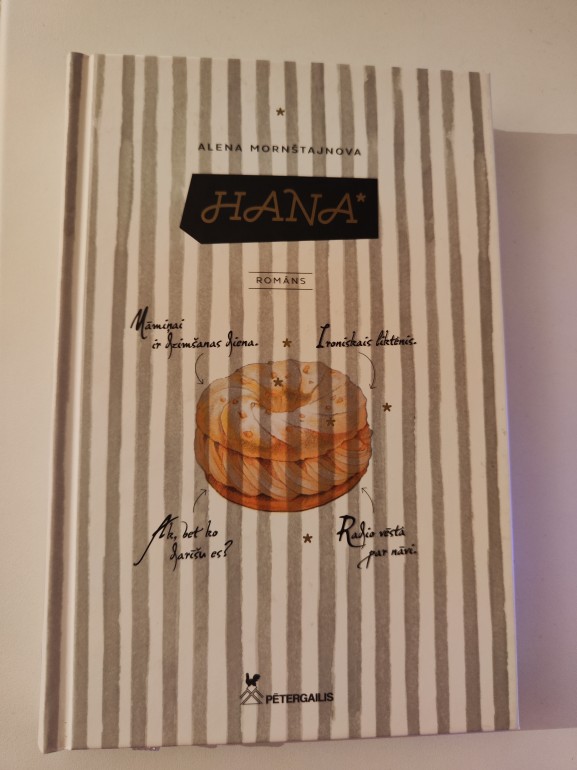 ALENA MORNŠTAJNOVA
HANA*
ROMĀNS
Māmiņai
ir dzimšanas diena.
Ironiskais liktenis.
Ak, bet ko
darīšu es?
Radio vēstā
par nāvi.
PĒTERGAILIS